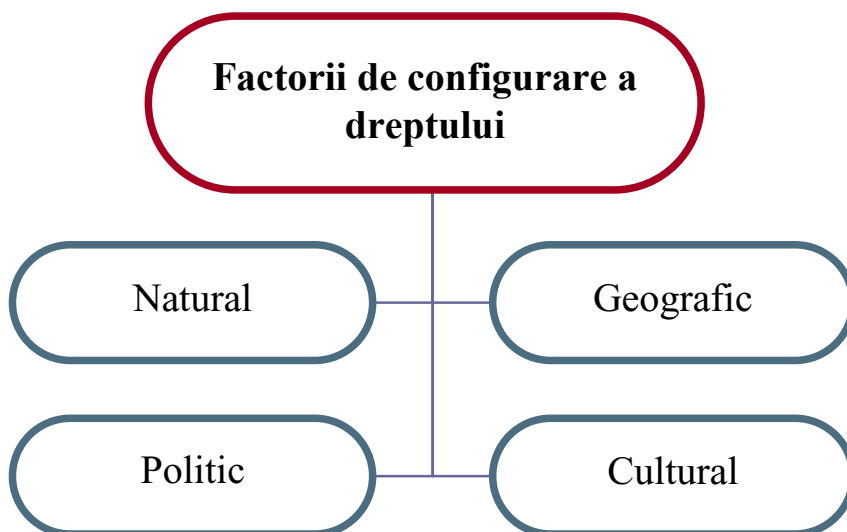 Factorii de configurare a
dreptului
Natural
Geografic
Politic
Cultural